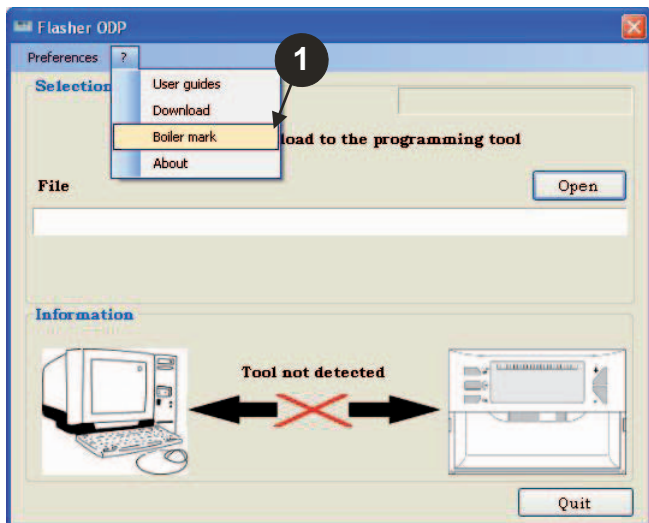 Flasher ODP
Preferences ?
1
Selection
User guides
Download
Boiler mark
About
load to the programming tool
File
Open
Information
Tool not detected
Quit